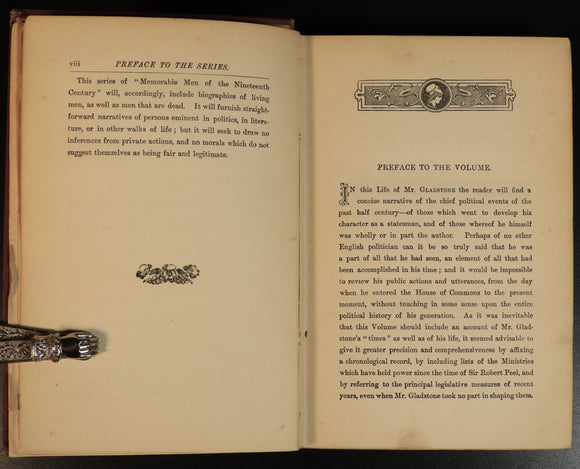 viii PREFACE TO THE SERIES.
This series of "Memorable Men of the Nineteenth
Century" will, accordingly, include biographies of living
men, as well as men that are dead. It will furnish straight-
forward narratives of persons eminent in politics, in litera-
ture, or in other walks of life; but it will seek to draw no
inferences from private actions, and no morals which do not
suggest themselves as being fair and legitimate.
PREFACE TO THE VOLUME.
IN this Life of Mr. GLADSTONE the reader will find a
concise narrative of the chief political events of the
past half century—of those which went to develop his
character as a statesman, and of those whereof he himself
was wholly or in part the author. Perhaps of no other
English politician can it be so truly said that he was
a part of all that he had seen, an element of all that had
been accomplished in his time; and it would be impossible
to review his public actions and utterances, from the day
when he entered the House of Commons to the present
moment, without touching in some sense upon the entire
political history of his generation. As it was inevitable
that this Volume should include an account of Mr. Glad-
stone's "times" as well as of his life, it seemed advisable to
give it greater precision and comprehensiveness by affixing
a chronological record, by including lists of the Ministries
which have held power since the time of Sir Robert Peel, and
by referring to the principal legislative measures of recent
years, even when Mr. Gladstone took no part in shaping them.